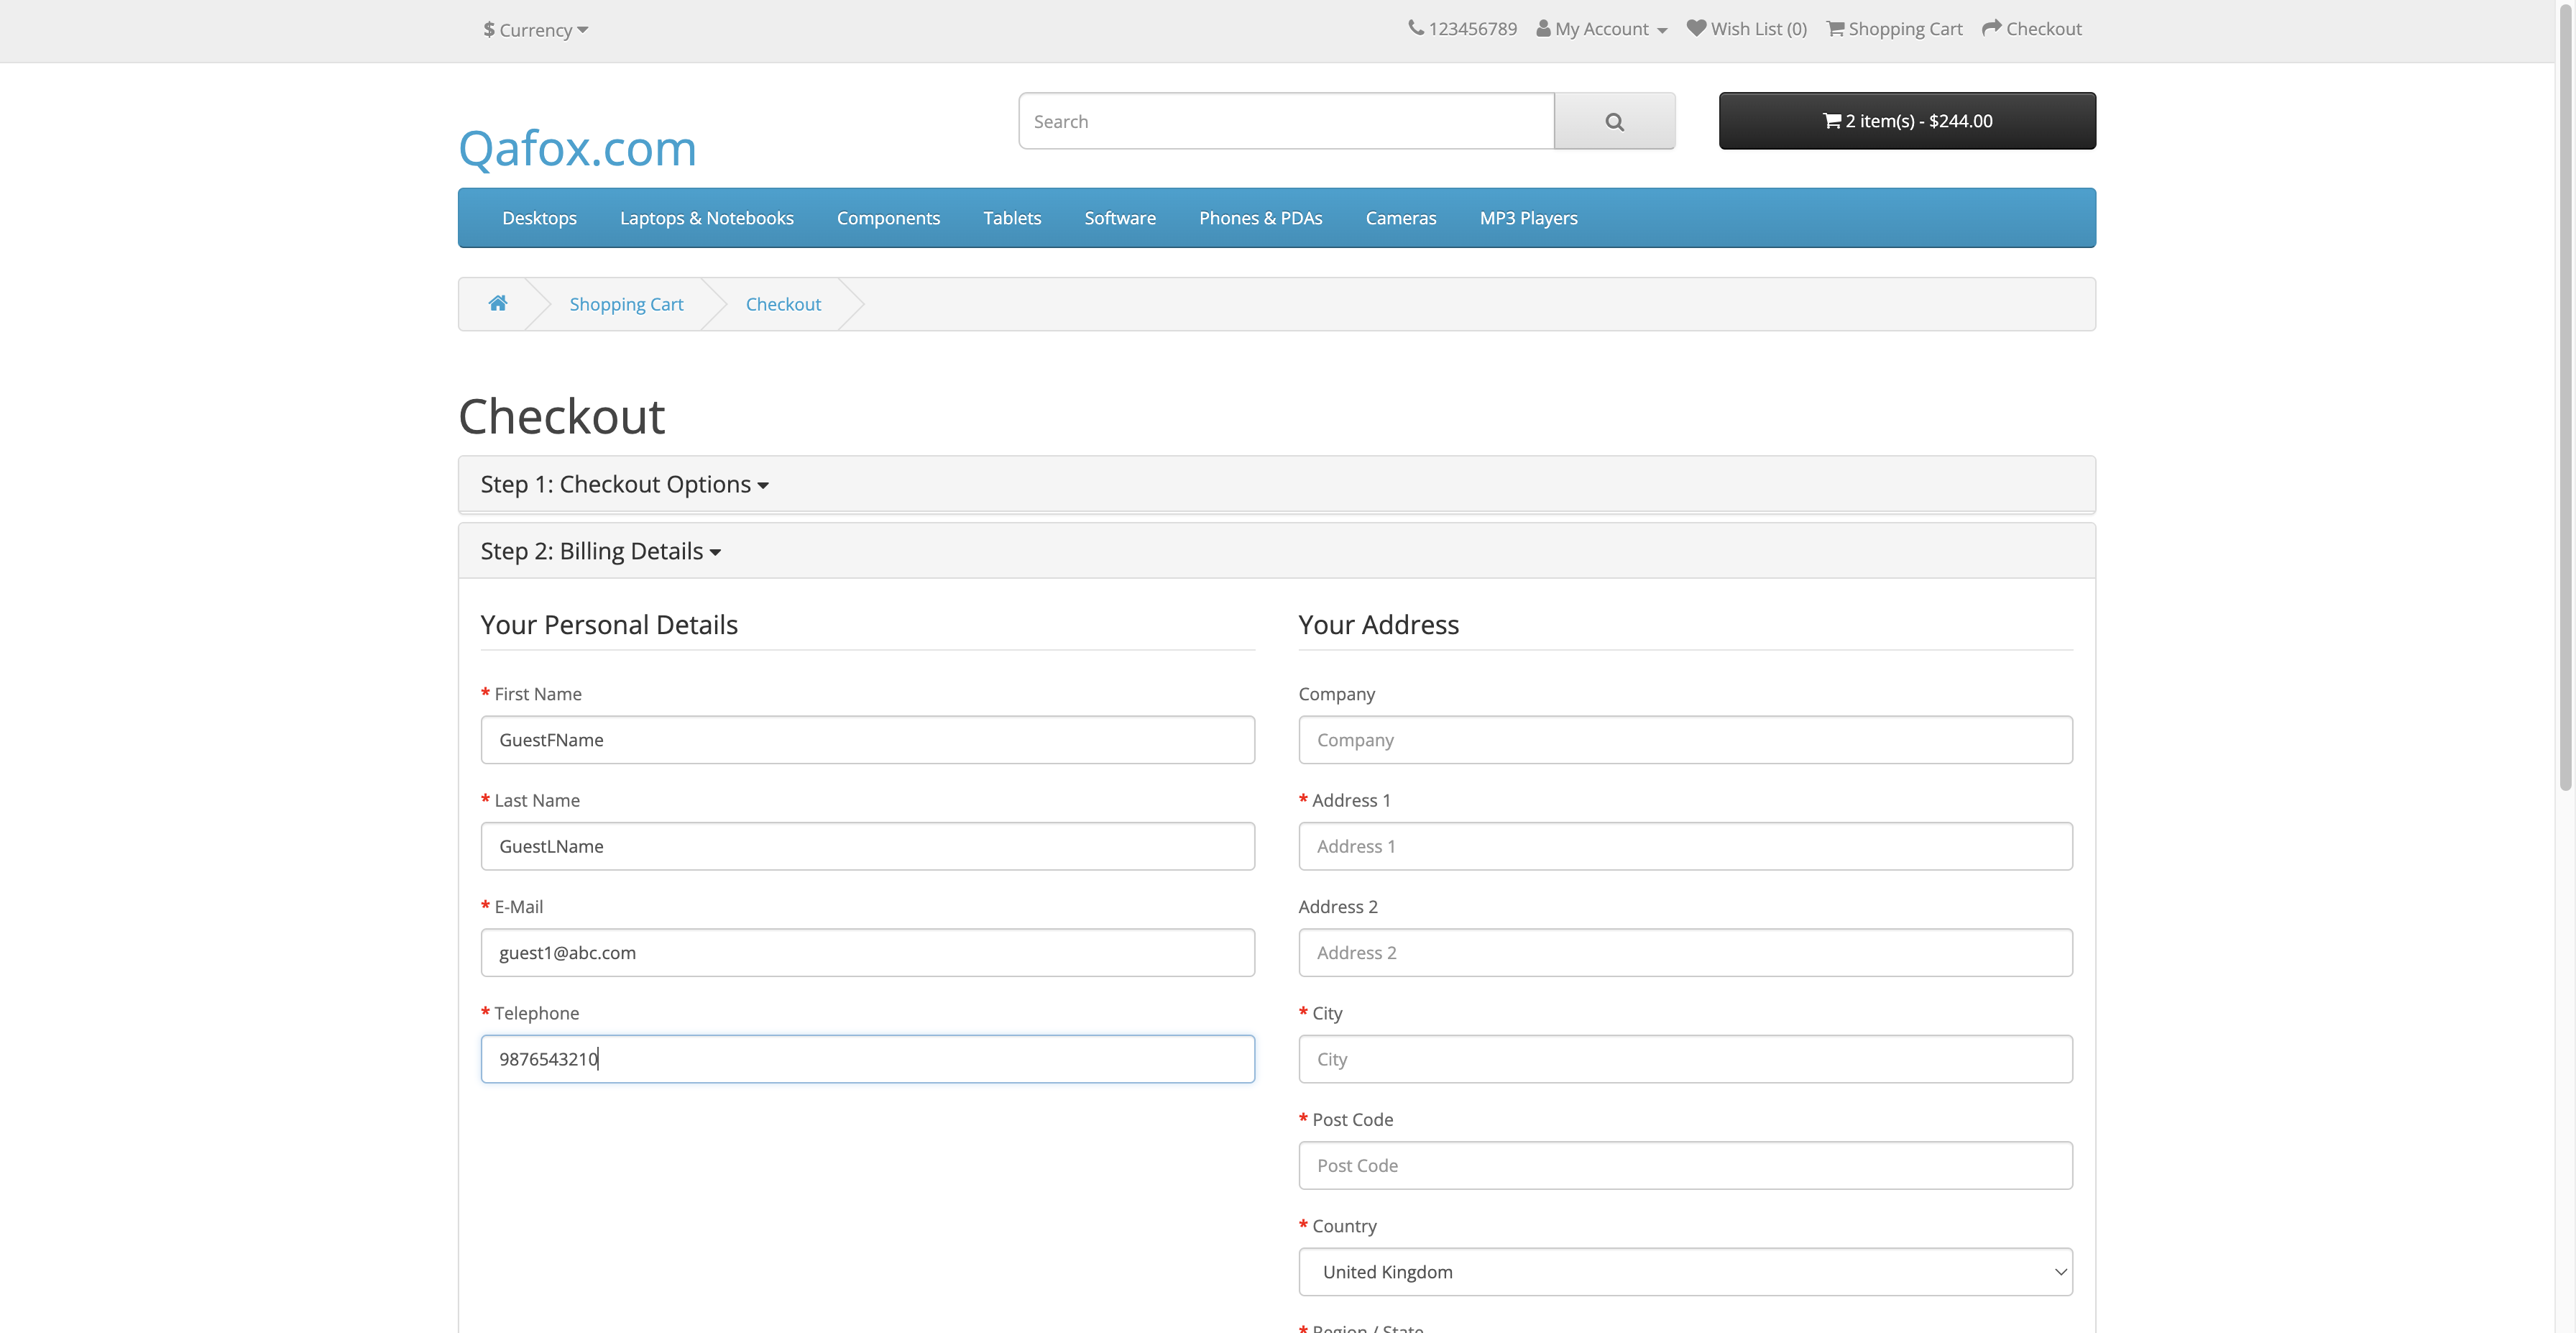 $ Currency
123456789 My Account Wish List (0) Shopping Cart Checkout
Qafox.com
Search
2 item(s) - $244.00
Desktops Laptops & Notebooks Components Tablets Software Phones & PDAs Cameras MP3 Players
Shopping Cart Checkout
Checkout
Step 1: Checkout Options
Step 2: Billing Details
Your Personal Details
* First Name
GuestFName
* Last Name
GuestLName
* E-Mail
guest1@abc.com
* Telephone
9876543210
Your Address
Company
Company
* Address 1
Address 1
Address 2
Address 2
* City
City
* Post Code
Post Code
* Country
United Kingdom
* Region / State